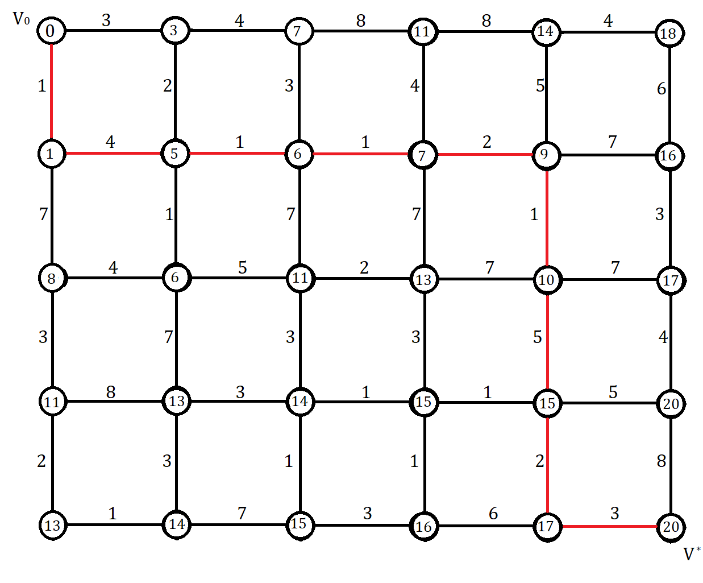 3 4 8 8 4
V₀ 0 3 7 11 14 18
1 2 3 4 5 6
4 1 1 2 7
1 5 6 7 9 16
7 1 7 7 1 3
4 5 2 7 7
8 6 11 13 10 17
3 7 3 3 5 4
8 3 1 1 5
11 13 14 15 15 20
2 3 1 1 2 8
1 7 3 6 3
13 14 15 16 17 20
V*